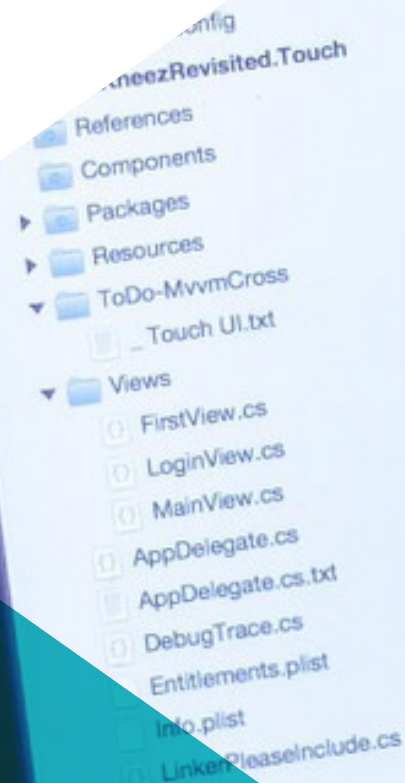 References
Components
Packages
Resources
ToDo-MvvmCross
_ Touch UI.txt
Views
FirstView.cs
LoginView.cs
MainView.cs
AppDelegate.cs
AppDelegate.cs.txt
DebugTrace.cs
Entitlements.plist
Info.plist
LinkerPleaseInclude.cs